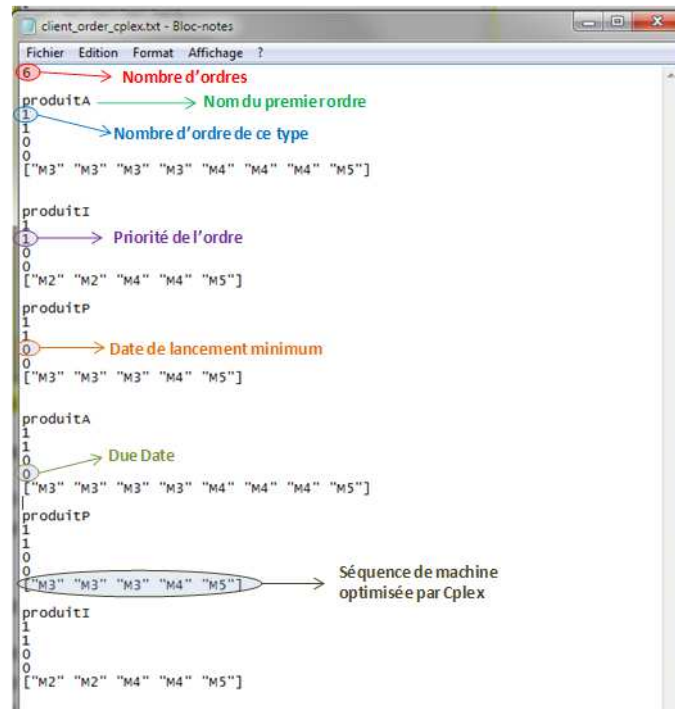 client_order_cplex.txt - Bloc-notes
Fichier Edition Format Affichage ?
6 Nombre d'ordres
produitA Nom du premier ordre
1
1 Nombre d'ordre de ce type
0
0
["M3" "M3" "M3" "M3" "M4" "M4" "M4" "M5"]
produitI
1
1 Priorité de l'ordre
0
0
["M2" "M2" "M4" "M4" "M5"]
produitP
1
1
0 Date de lancement minimum
0
["M3" "M3" "M3" "M4" "M5"]
produitA
1
1
0 Due Date
0
["M3" "M3" "M3" "M3" "M4" "M4" "M4" "M5"]
produitP
1
1
0
0
["M3" "M3" "M3" "M4" "M5"] Séquence de machine
optimisée par Cplex
produitI
1
1
0
0
["M2" "M2" "M4" "M4" "M5"]